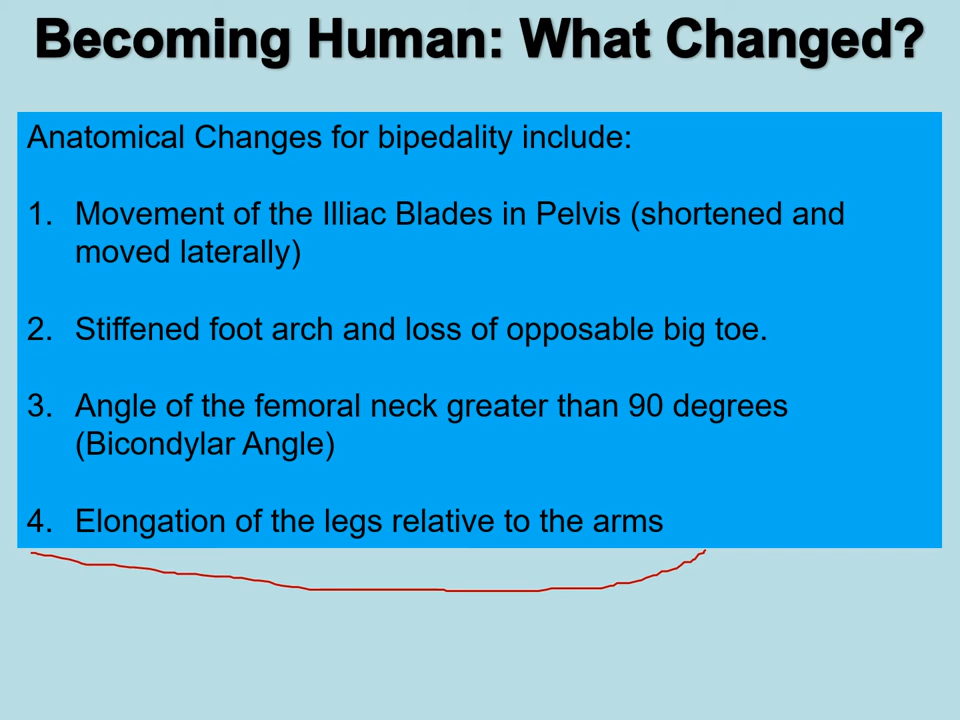 Becoming Human: What Changed?
Anatomical Changes for bipedality include:
1. Movement of the Illiac Blades in Pelvis (shortened and
moved laterally)
2. Stiffened foot arch and loss of opposable big toe.
3. Angle of the femoral neck greater than 90 degrees
(Bicondylar Angle)
4. Elongation of the legs relative to the arms